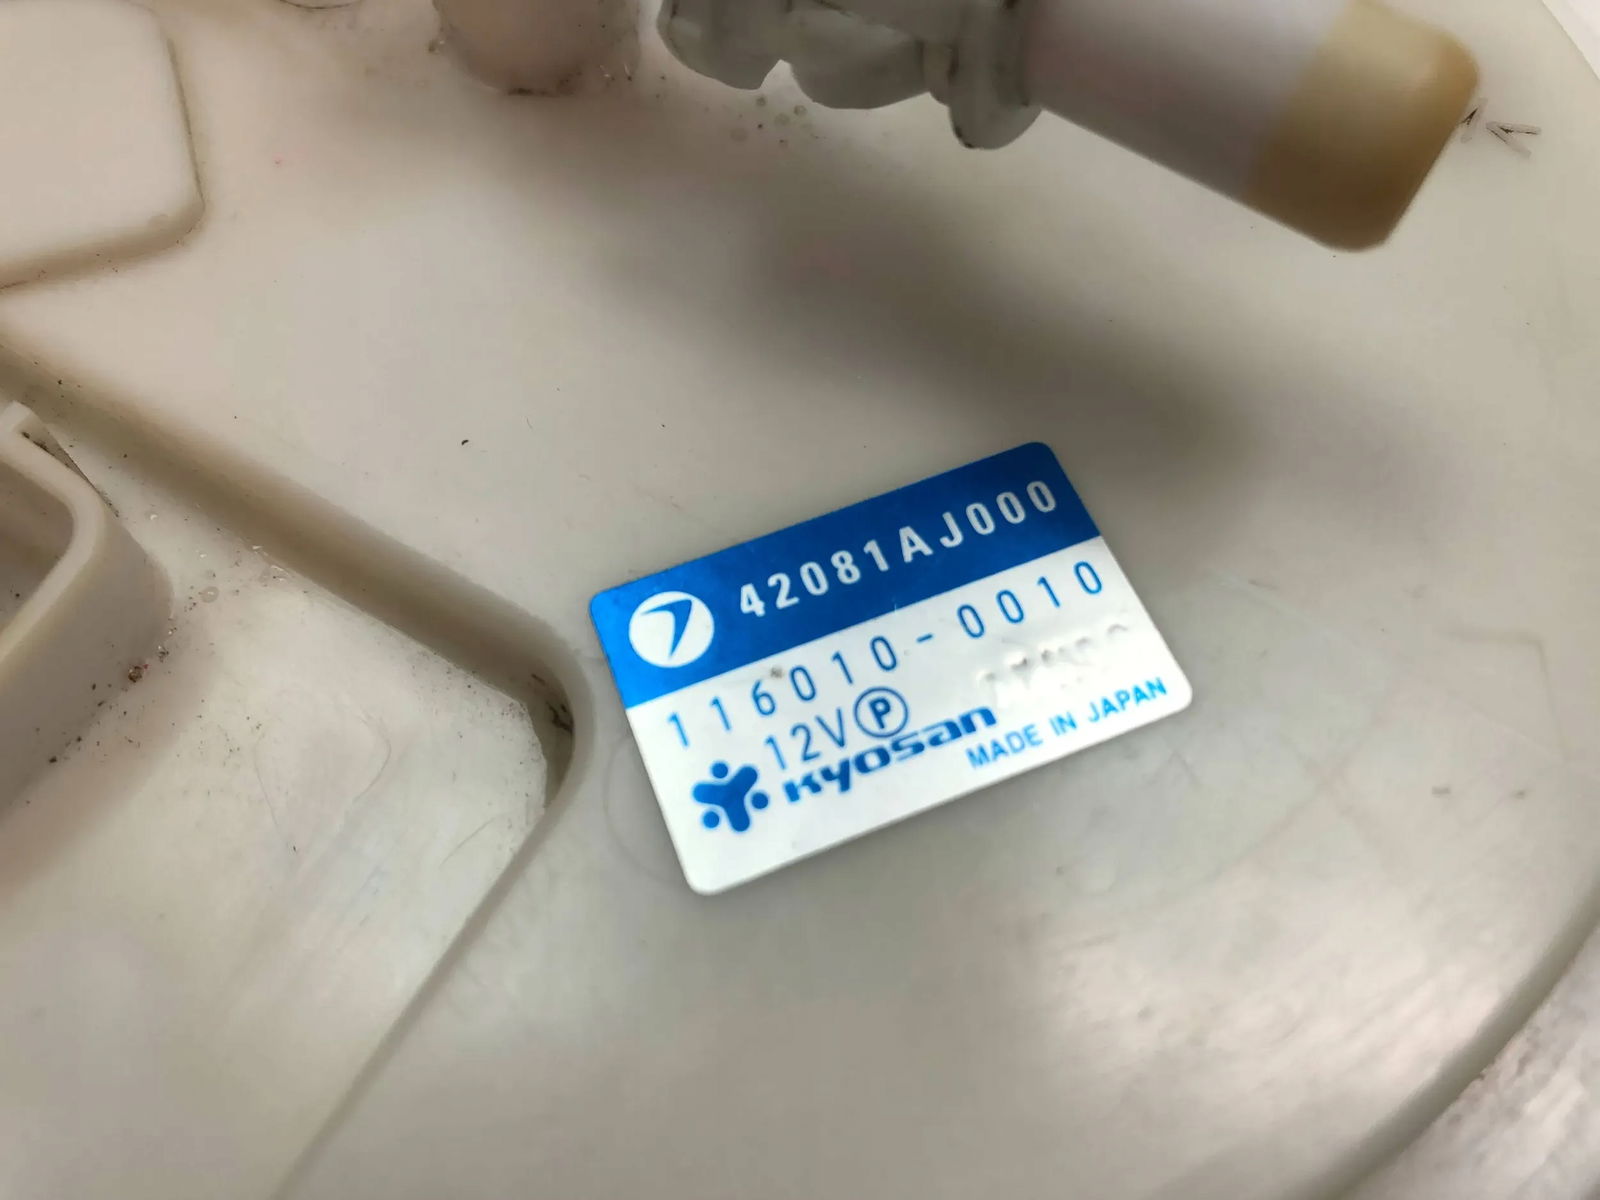 42081AJ000
116010-0010
12V P
kyosan
MADE IN JAPAN